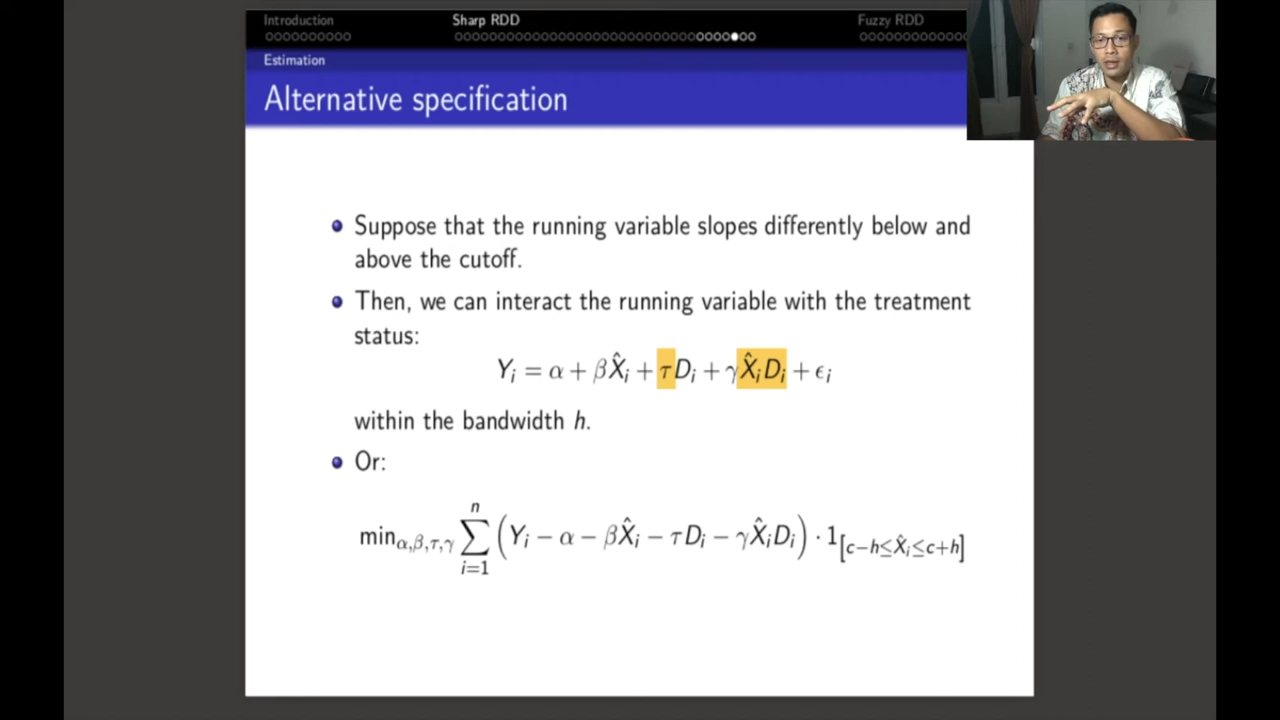 Introduction
Sharp RDD
Fuzzy RDD
Estimation
Alternative specification
Suppose that the running variable slopes differently below and
above the cutoff.
Then, we can interact the running variable with the treatment
status:
Yᵢ = α + βX̂ᵢ + τDᵢ + γX̂ᵢDᵢ + ϵᵢ
within the bandwidth h.
Or:
min_{α,β,τ,γ} ∑_{i=1}^{n} (Yᵢ − α − βX̂ᵢ − τDᵢ − γX̂ᵢDᵢ) · 1_{[c−h≤X̂ᵢ≤c+h]}